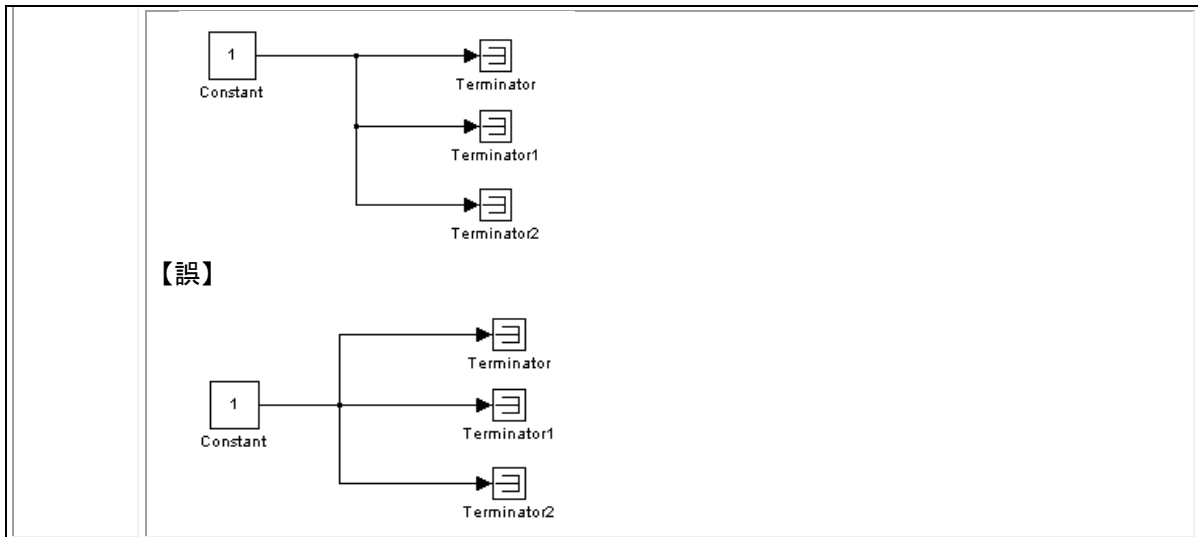 1
Constant
Terminator
Terminator1
Terminator2
【誤】
Terminator
1
Constant
Terminator1
Terminator2